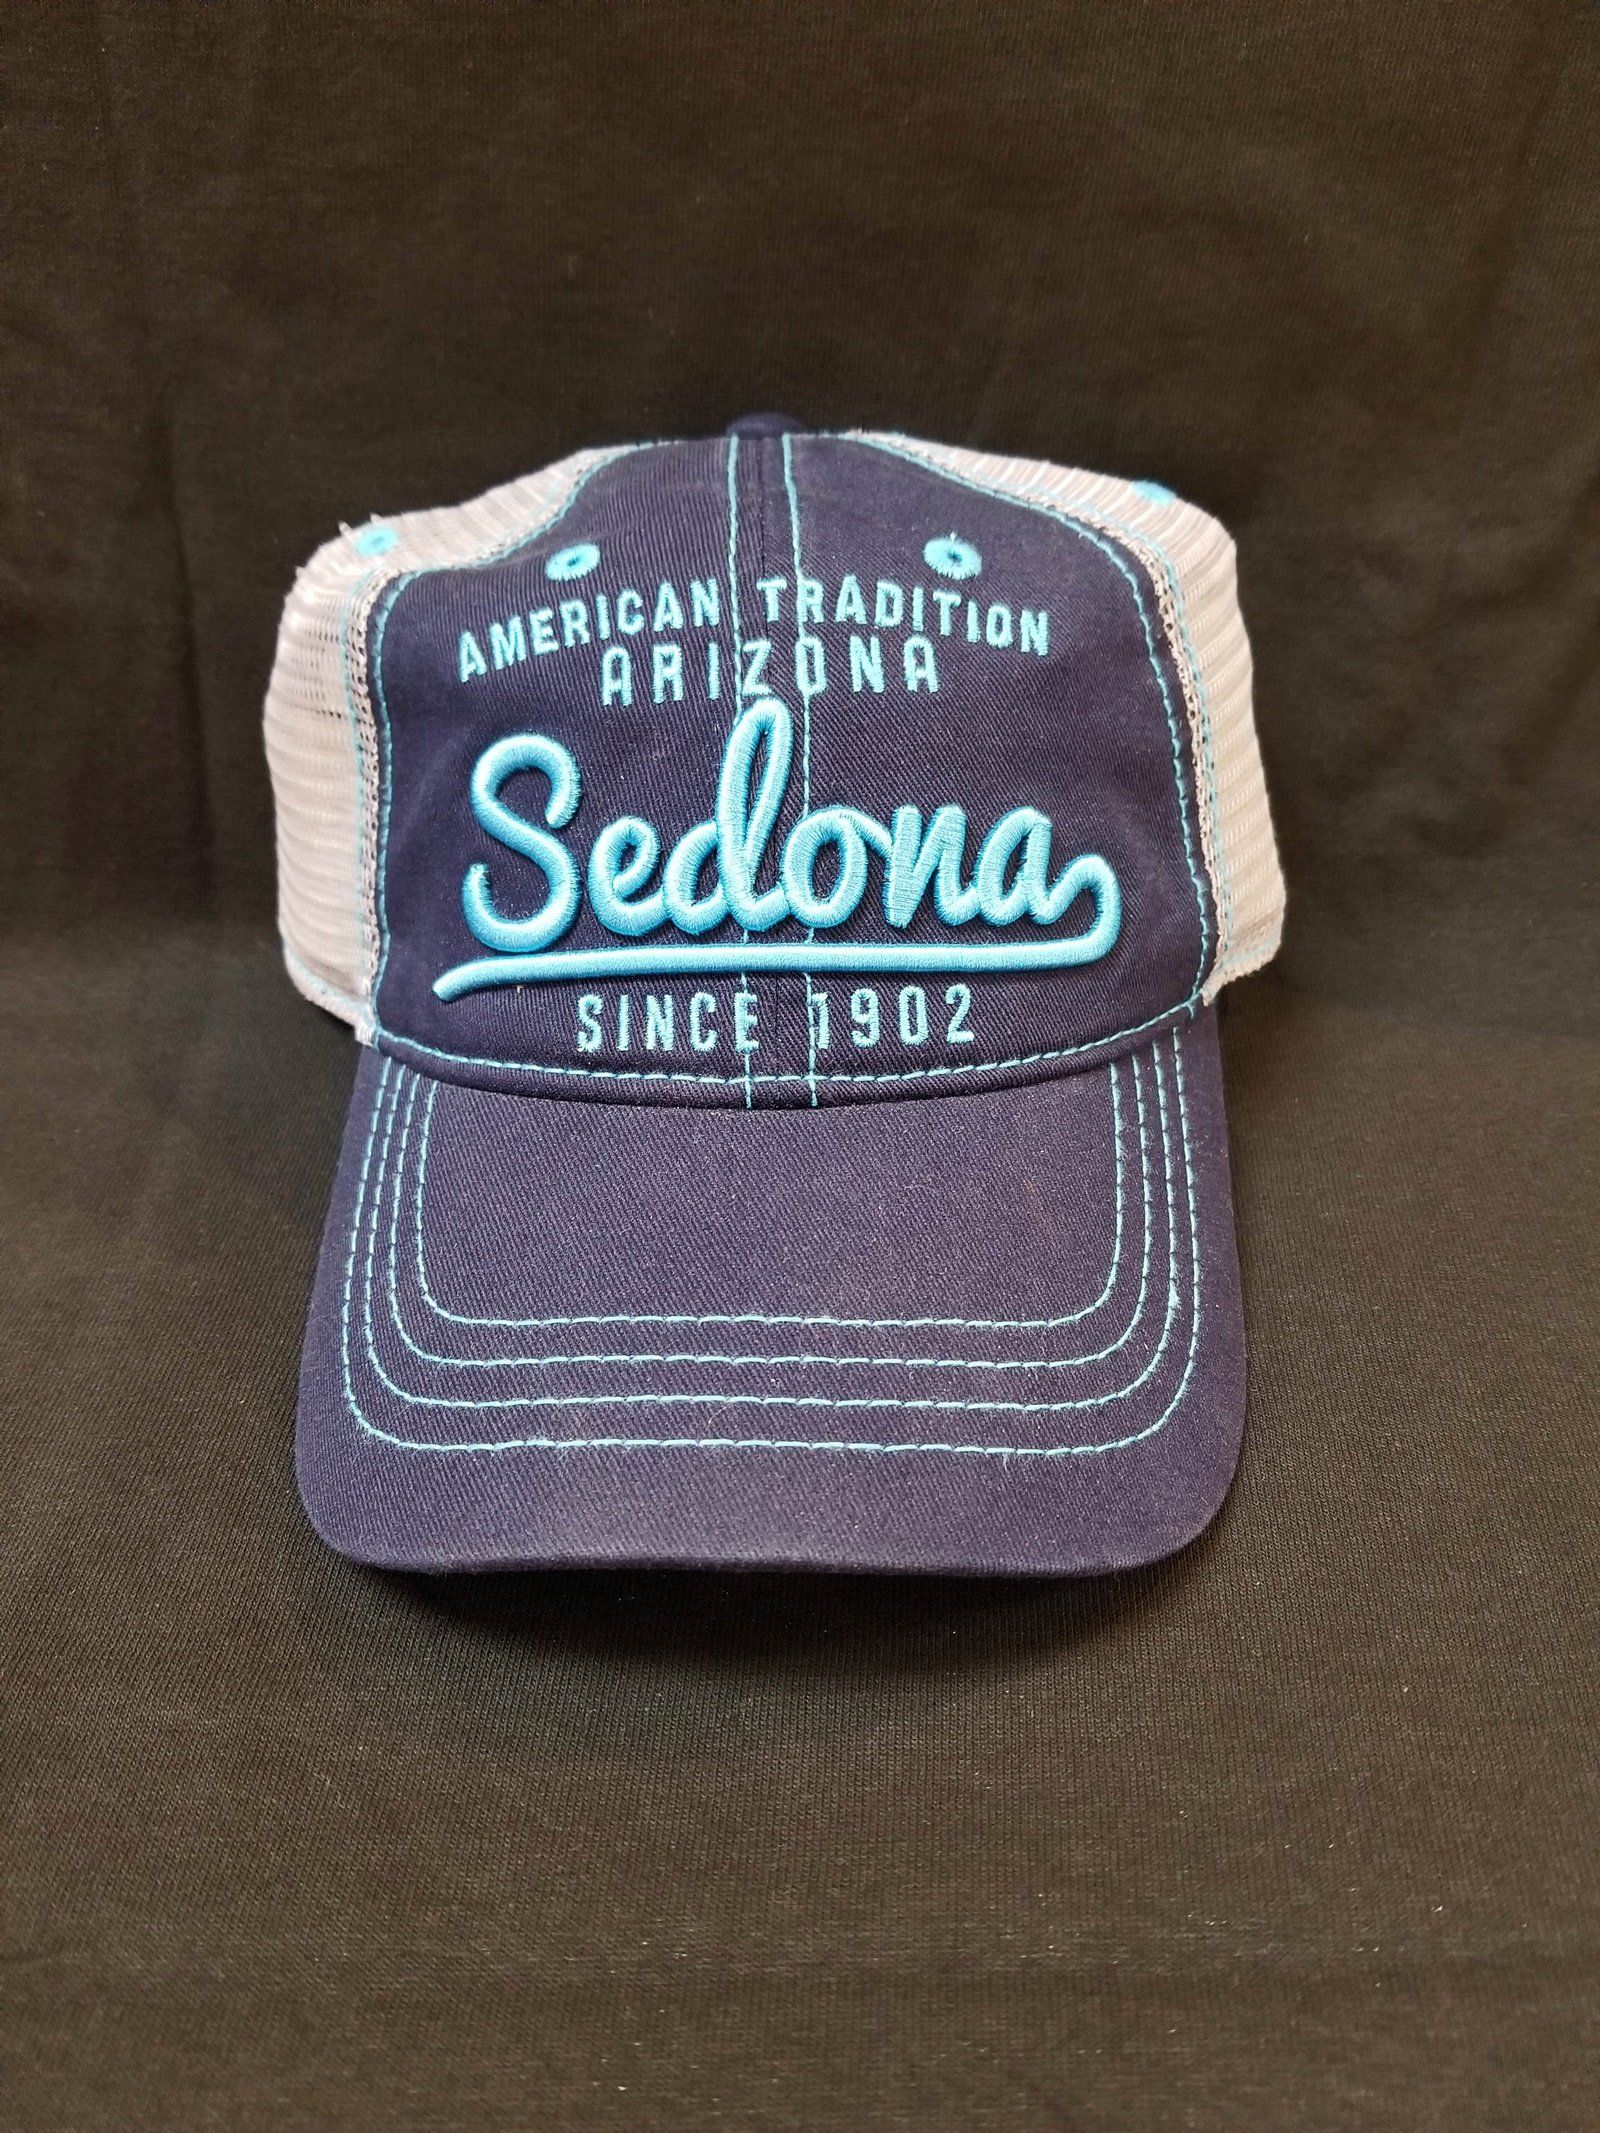 AMERICAN TRADITION
ARIZONA
Sedona
SINCE 1902